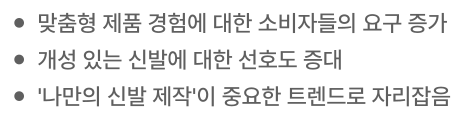 • 맞춤형 제품 경험에 대한 소비자들의 요구 증가
• 개성 있는 신발에 대한 선호도 증대
• '나만의 신발 제작'이 중요한 트렌드로 자리잡음